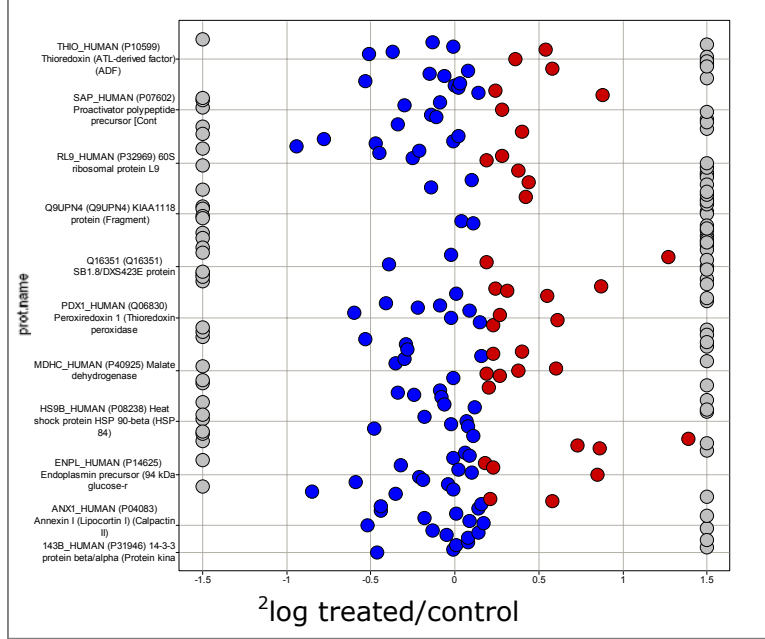 THIO_HUMAN (P10599)
Thioredoxin (ATL-derived factor)
(ADF)
SAP_HUMAN (P07602)
Proactivator polypeptide
precursor [Cont
RL9_HUMAN (P32969) 60S
ribosomal protein L9
Q9UPN4 (Q9UPN4) KIAA1118
protein (Fragment)
Q16351 (Q16351)
SB1.8/DXS423E protein
PDX1_HUMAN (Q06830)
Peroxiredoxin 1 (Thioredoxin
peroxidase
MDHC_HUMAN (P40925) Malate
dehydrogenase
HS9B_HUMAN (P08238) Heat
shock protein HSP 90-beta (HSP
84)
ENPL_HUMAN (P14625)
Endoplasmin precursor (94 kDa
glucose-r
ANX1_HUMAN (P04083)
Annexin I (Lipocortin I) (Calpactin
II)
143B_HUMAN (P31946) 14-3-3
protein beta/alpha (Protein kina
prot.name
-1.5 -1 -0.5 0 0.5 1 1.5
2log treated/control